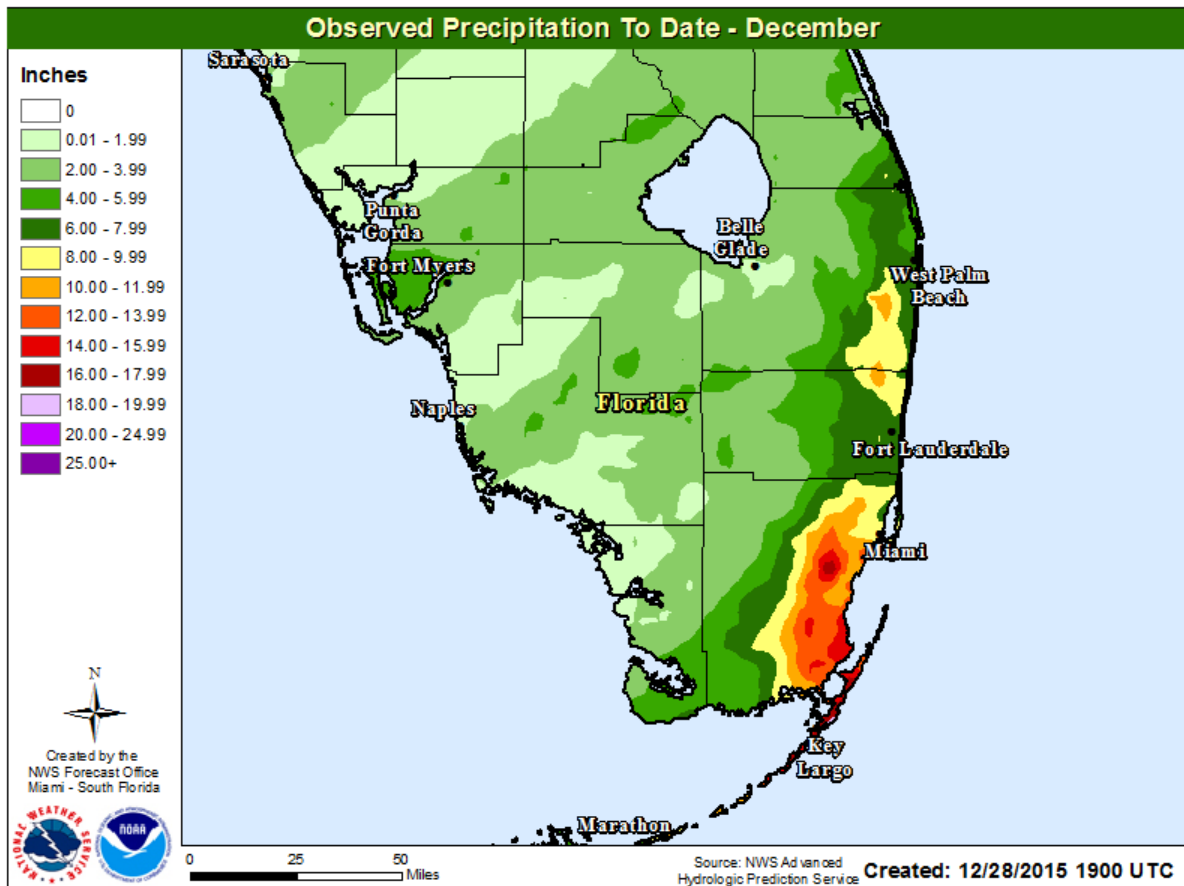 Observed Precipitation To Date - December
Inches
0
0.01 - 1.99
2.00 - 3.99
4.00 - 5.99
6.00 - 7.99
8.00 - 9.99
10.00 - 11.99
12.00 - 13.99
14.00 - 15.99
16.00 - 17.99
18.00 - 19.99
20.00 - 24.99
25.00+
Sarasota
Punta
Gorda
Fort Myers
Belle
Glade
West Palm
Beach
Naples
Florida
Fort Lauderdale
Miami
Key
Largo
Marathon
N
Created by the
NWS Forecast Office
Miami - South Florida
NATIONAL WEATHER SERVICE
NOAA
0 25 50
Miles
Source: NWS Advanced
Hydrologic Prediction Service
Created: 12/28/2015 1900 UTC